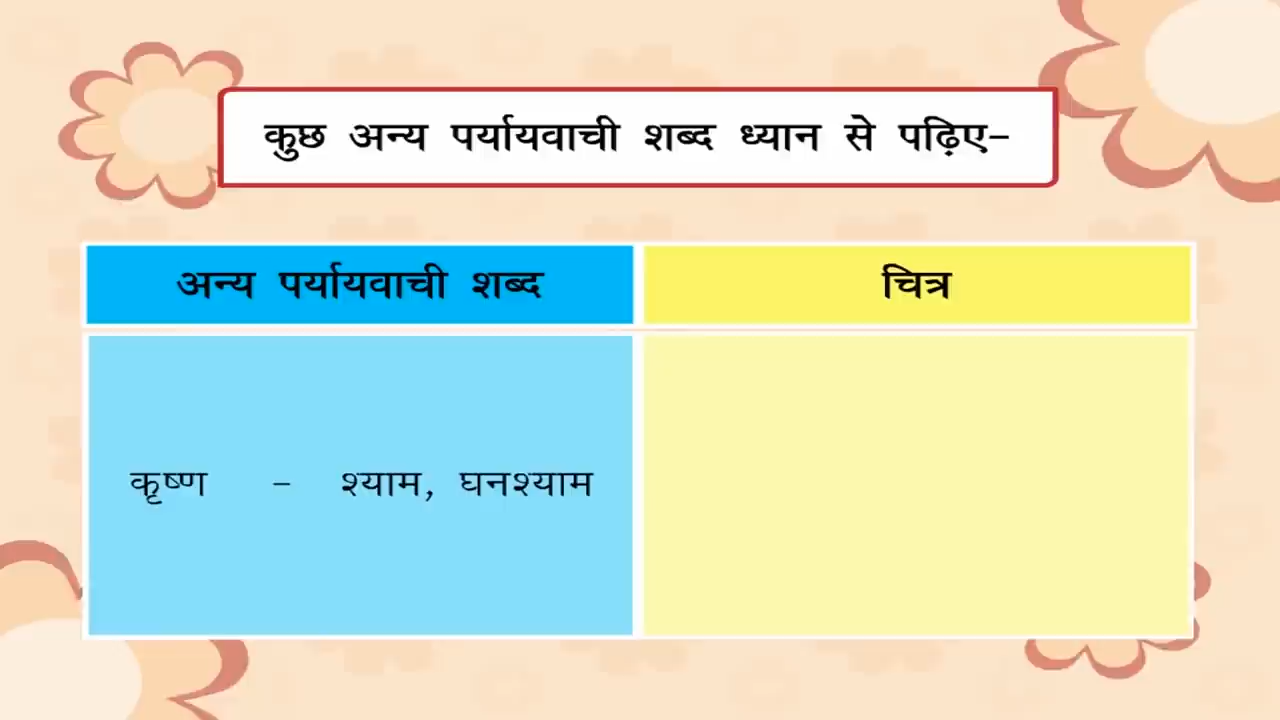 कुछ अन्य पर्यायवाची शब्द ध्यान से पढ़िए-
अन्य पर्यायवाची शब्द
चित्र
कृष्ण - श्याम, घनश्याम